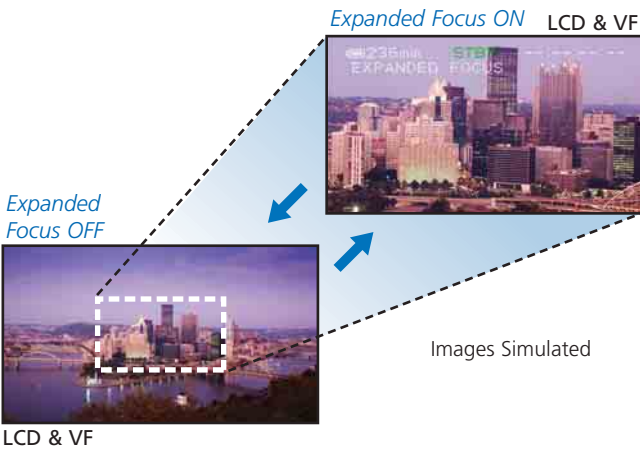 Expanded Focus ON LCD & VF
236min STBY
EXPANDED FOCUS
Expanded
Focus OFF
Images Simulated
LCD & VF